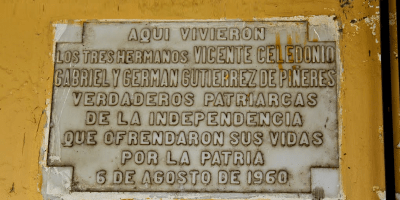 AQUI VIVIERON
LOS TRES HERMANOS VICENTE CELEDONIO
GABRIEL Y GERMAN GUTIERREZ DE PIÑERES
VERDADEROS PATRIARCAS
DE LA INDEPENDENCIA
QUE OFRENDARON SUS VIDAS
POR LA PATRIA
6 DE AGOSTO DE 1960